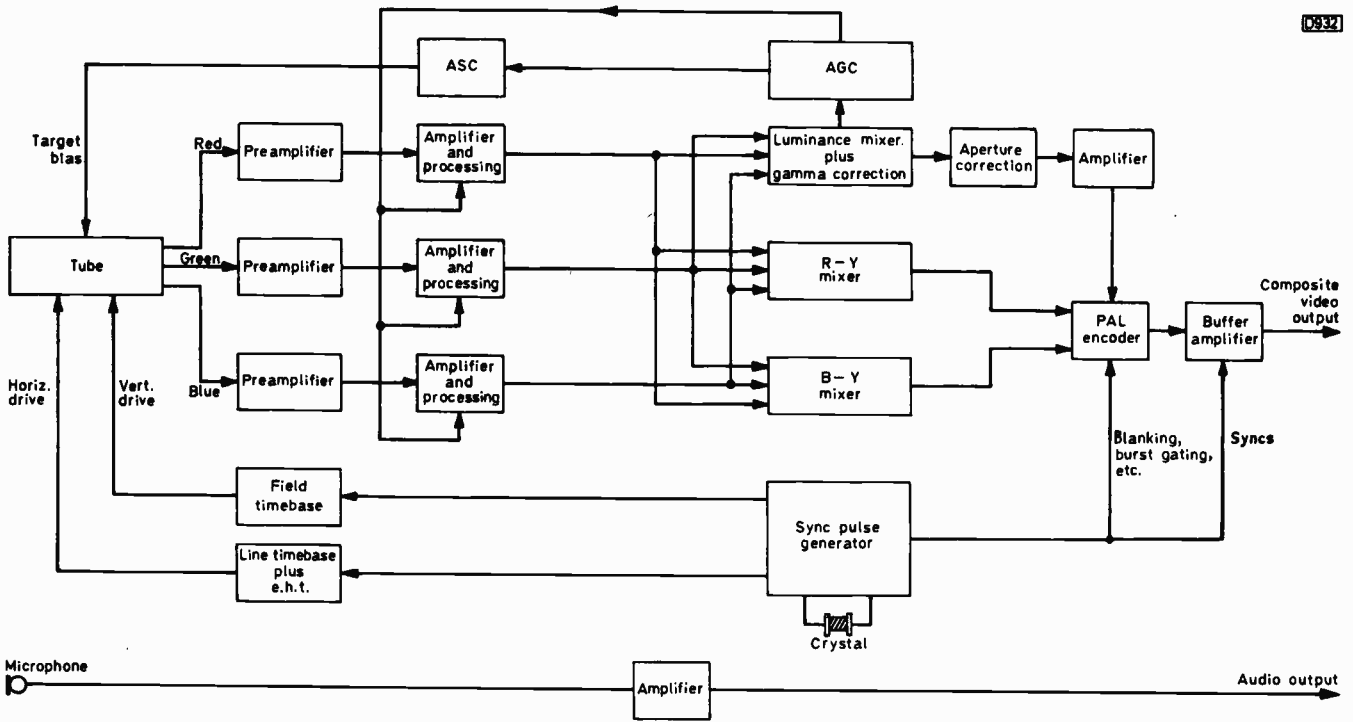 D932
ASC
AGC
Target
bias
Red
Preamplifier
Amplifier
and
processing
Luminance mixer.
plus
gamma correction
Aperture
correction
Amplifier
Tube
Green
Preamplifier
Amplifier
and
processing
R-Y
mixer
Composite
video
output
PAL
encoder
Buffer
amplifier
Horiz.
drive
Vert.
drive
Blue
Preamplifier
Amplifier
and
processing
B-Y
mixer
Blanking,
burst gating,
etc.
Syncs
Field
timebase
Sync pulse
generator
Line timebase
plus
e.h.t.
Crystal
Microphone
Amplifier
Audio output